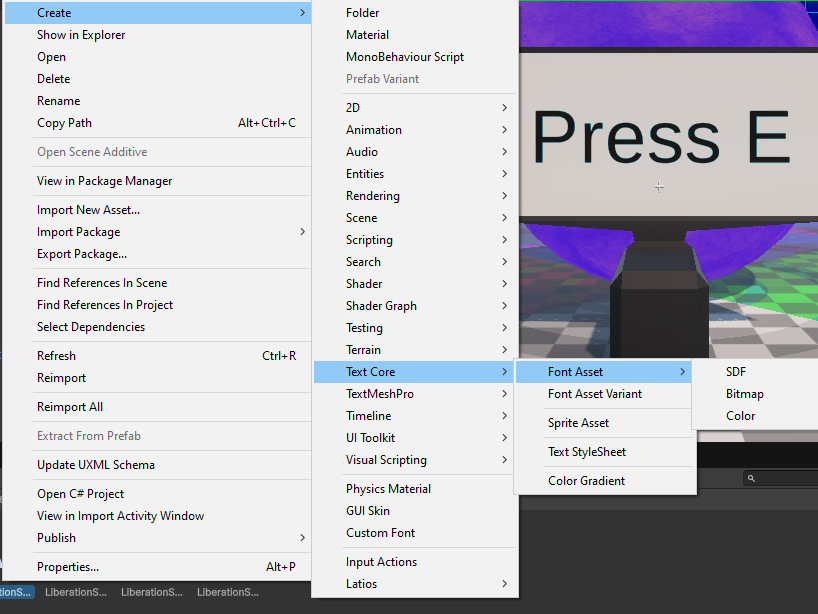 Create
Show in Explorer
Open
Delete
Rename
Copy Path Alt+Ctrl+C
Open Scene Additive
View in Package Manager
Import New Asset...
Import Package
Export Package...
Find References In Scene
Find References In Project
Select Dependencies
Refresh Ctrl+R
Reimport
Reimport All
Extract From Prefab
Update UXML Schema
Open C# Project
View in Import Activity Window
Publish
Properties... Alt+P
Folder
Material
MonoBehaviour Script
Prefab Variant
2D
Animation
Audio
Entities
Rendering
Scene
Scripting
Search
Shader
Shader Graph
Testing
Terrain
Text Core
TextMeshPro
Timeline
UI Toolkit
Visual Scripting
Physics Material
GUI Skin
Custom Font
Input Actions
Latios
Font Asset
Font Asset Variant
Sprite Asset
Text StyleSheet
Color Gradient
SDF
Bitmap
Color
Press E
tionS... LiberationS... LiberationS... LiberationS...